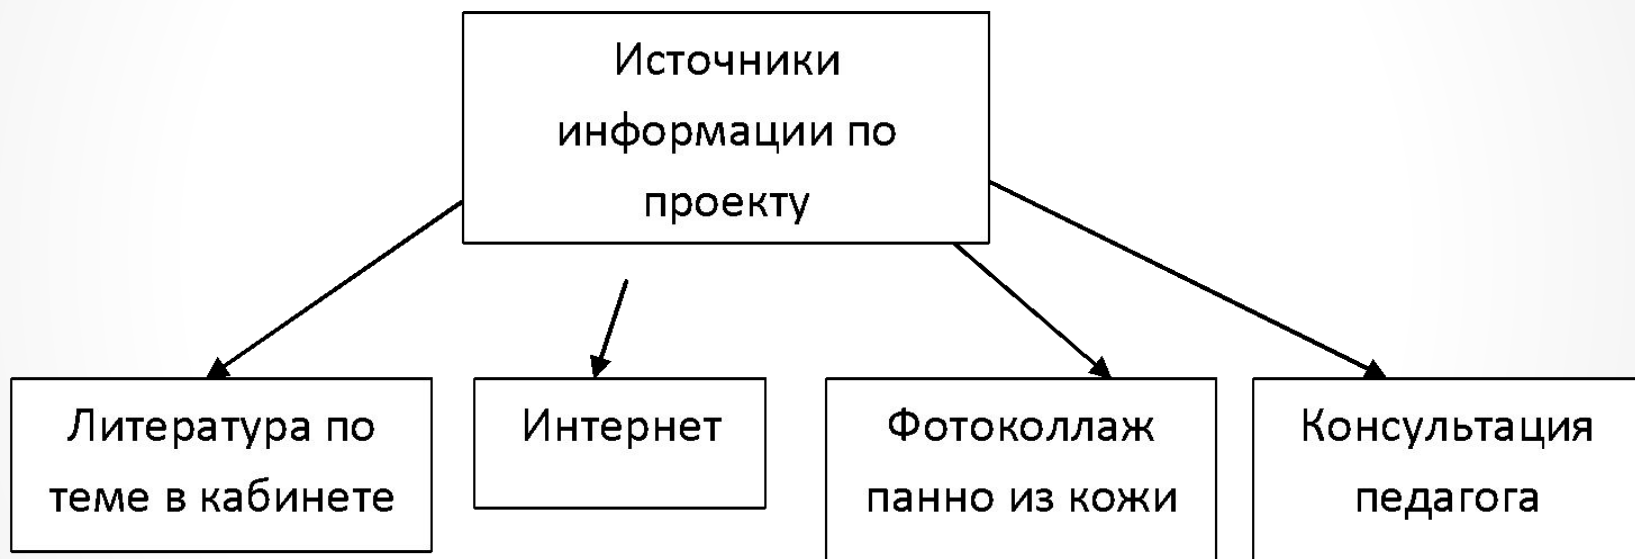 Источники
информации по
проекту
Литература по
теме в кабинете
Интернет
Фотоколлаж
панно из кожи
Консультация
педагога